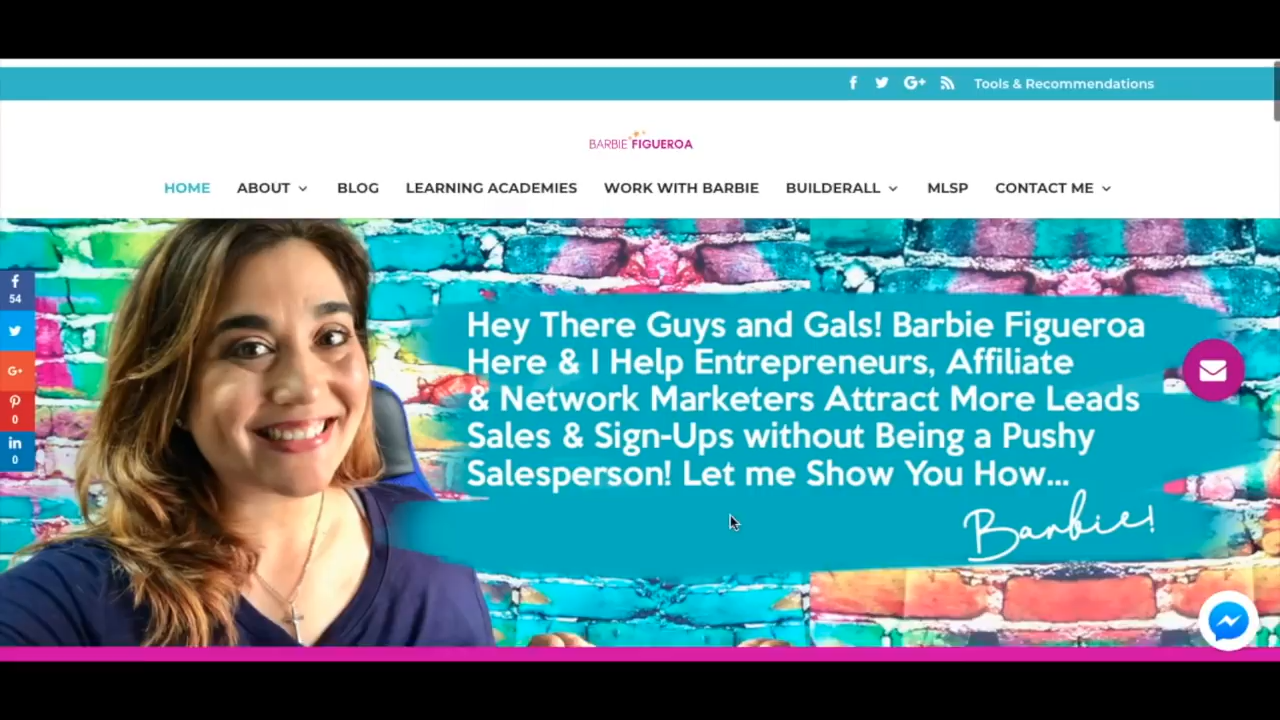 Tools & Recommendations
BARBIE FIGUEROA
HOME ABOUT BLOG LEARNING ACADEMIES WORK WITH BARBIE BUILDERALL MLSP CONTACT ME
54
0
0
Hey There Guys and Gals! Barbie Figueroa
Here & I Help Entrepreneurs, Affiliate
& Network Marketers Attract More Leads
Sales & Sign-Ups without Being a Pushy
Salesperson! Let me Show You How...
Barbie!